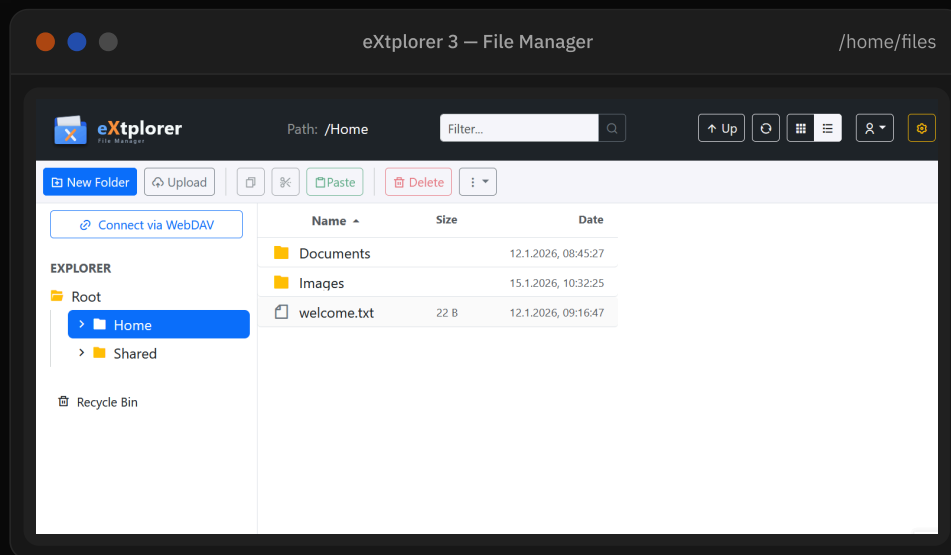 eXtplorer 3 — File Manager
/home/files
eXtplorer
File Manager
Path: /Home
Filter...
Up
New Folder
Upload
Paste
Delete
Connect via WebDAV
Name
Size
Date
EXPLORER
Root
Home
Shared
Recycle Bin
Documents
12.1.2026, 08:45:27
Images
15.1.2026, 10:32:25
welcome.txt
22 B
12.1.2026, 09:16:47